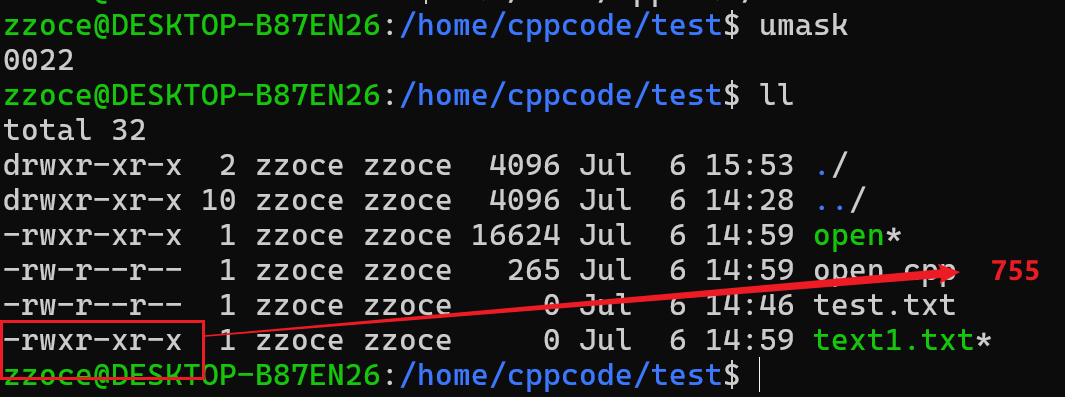 zzoce@DESKTOP-B87EN26:/home/cppcode/test$ umask
0022
zzoce@DESKTOP-B87EN26:/home/cppcode/test$ ll
total 32
drwxr-xr-x  2 zzoce zzoce  4096 Jul  6 15:53 ./
drwxr-xr-x 10 zzoce zzoce  4096 Jul  6 14:28 ../
-rwxr-xr-x  1 zzoce zzoce 16624 Jul  6 14:59 open*
-rw-r--r--  1 zzoce zzoce   265 Jul  6 14:59 open.cpp 755
-rw-r--r--  1 zzoce zzoce     0 Jul  6 14:46 test.txt
-rwxr-xr-x  1 zzoce zzoce     0 Jul  6 14:59 text1.txt*
zzoce@DESKTOP-B87EN26:/home/cppcode/test$